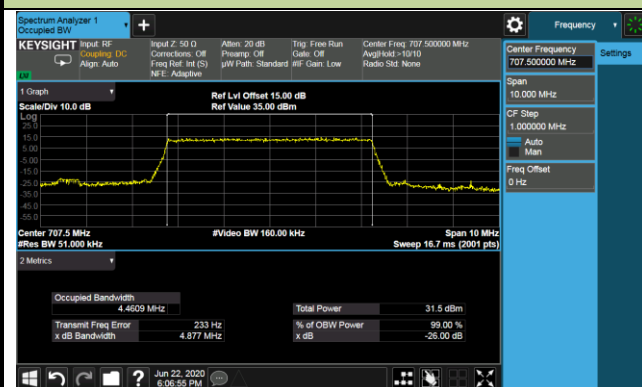 Spectrum Analyzer 1
Occupied BW
+
Frequency
KEYSIGHT
Input: RF
Coupling: DC
Align: Auto
Input Z: 50 Ω
Corrections: Off
Freq Ref: Int (S)
NFE: Adaptive
Atten: 20 dB
Preamp: Off
µW Path: Standard
Trig: Free Run
Gate: Off
#IF Gain: Low
Center Freq: 707.500000 MHz
Avg|Hold:>10/10
Radio Std: None
Center Frequency
707.500000 MHz
Settings
Span
10.000 MHz
CF Step
1.000000 MHz
Auto
Man
Freq Offset
0 Hz
1 Graph
Scale/Div 10.0 dB
Ref Lvl Offset 15.00 dB
Ref Value 35.00 dBm
Log
25.0
15.0
5.00
-5.00
-15.0
-25.0
-35.0
-45.0
-55.0
Center 707.5 MHz
#Video BW 160.00 kHz
Span 10 MHz
#Res BW 51.000 kHz
Sweep 16.7 ms (2001 pts)
2 Metrics
Occupied Bandwidth
4.4609 MHz
Total Power
31.5 dBm
Transmit Freq Error
233 Hz
% of OBW Power
99.00 %
x dB Bandwidth
4.877 MHz
x dB
-26.00 dB
Jun 22, 2020
6:06:55 PM